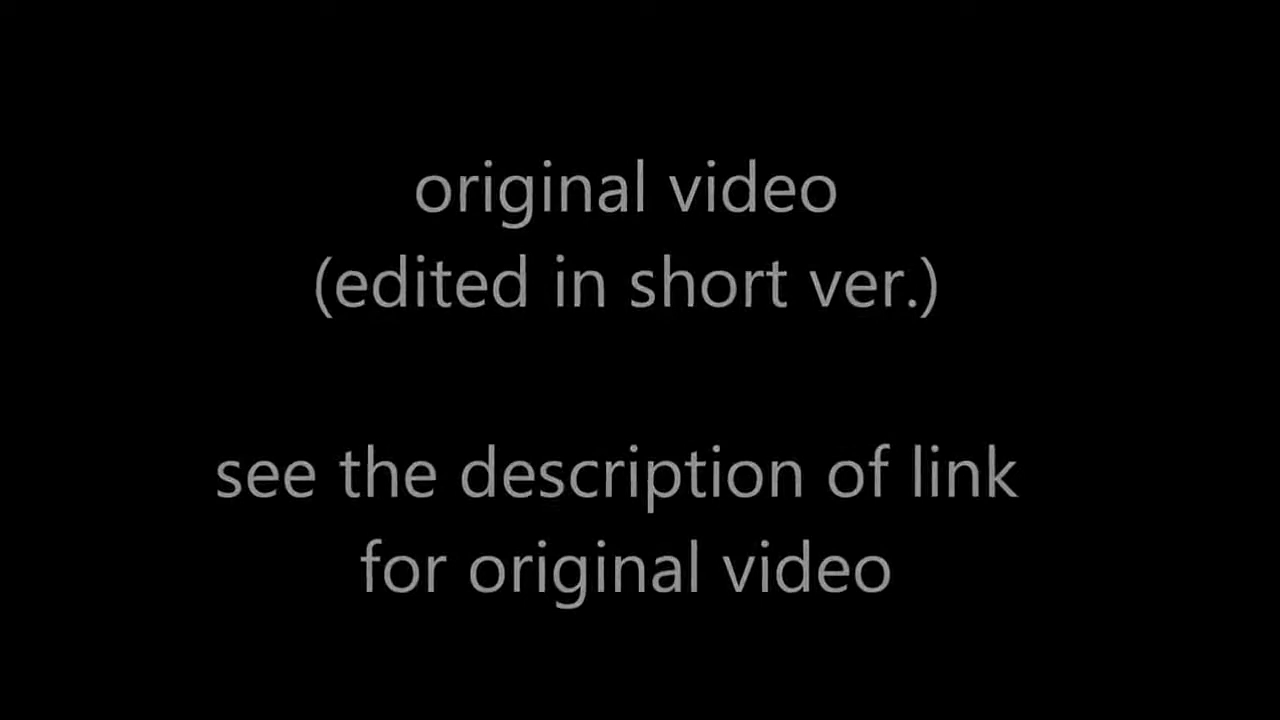 original video
(edited in short ver.)
see the description of link
for original video